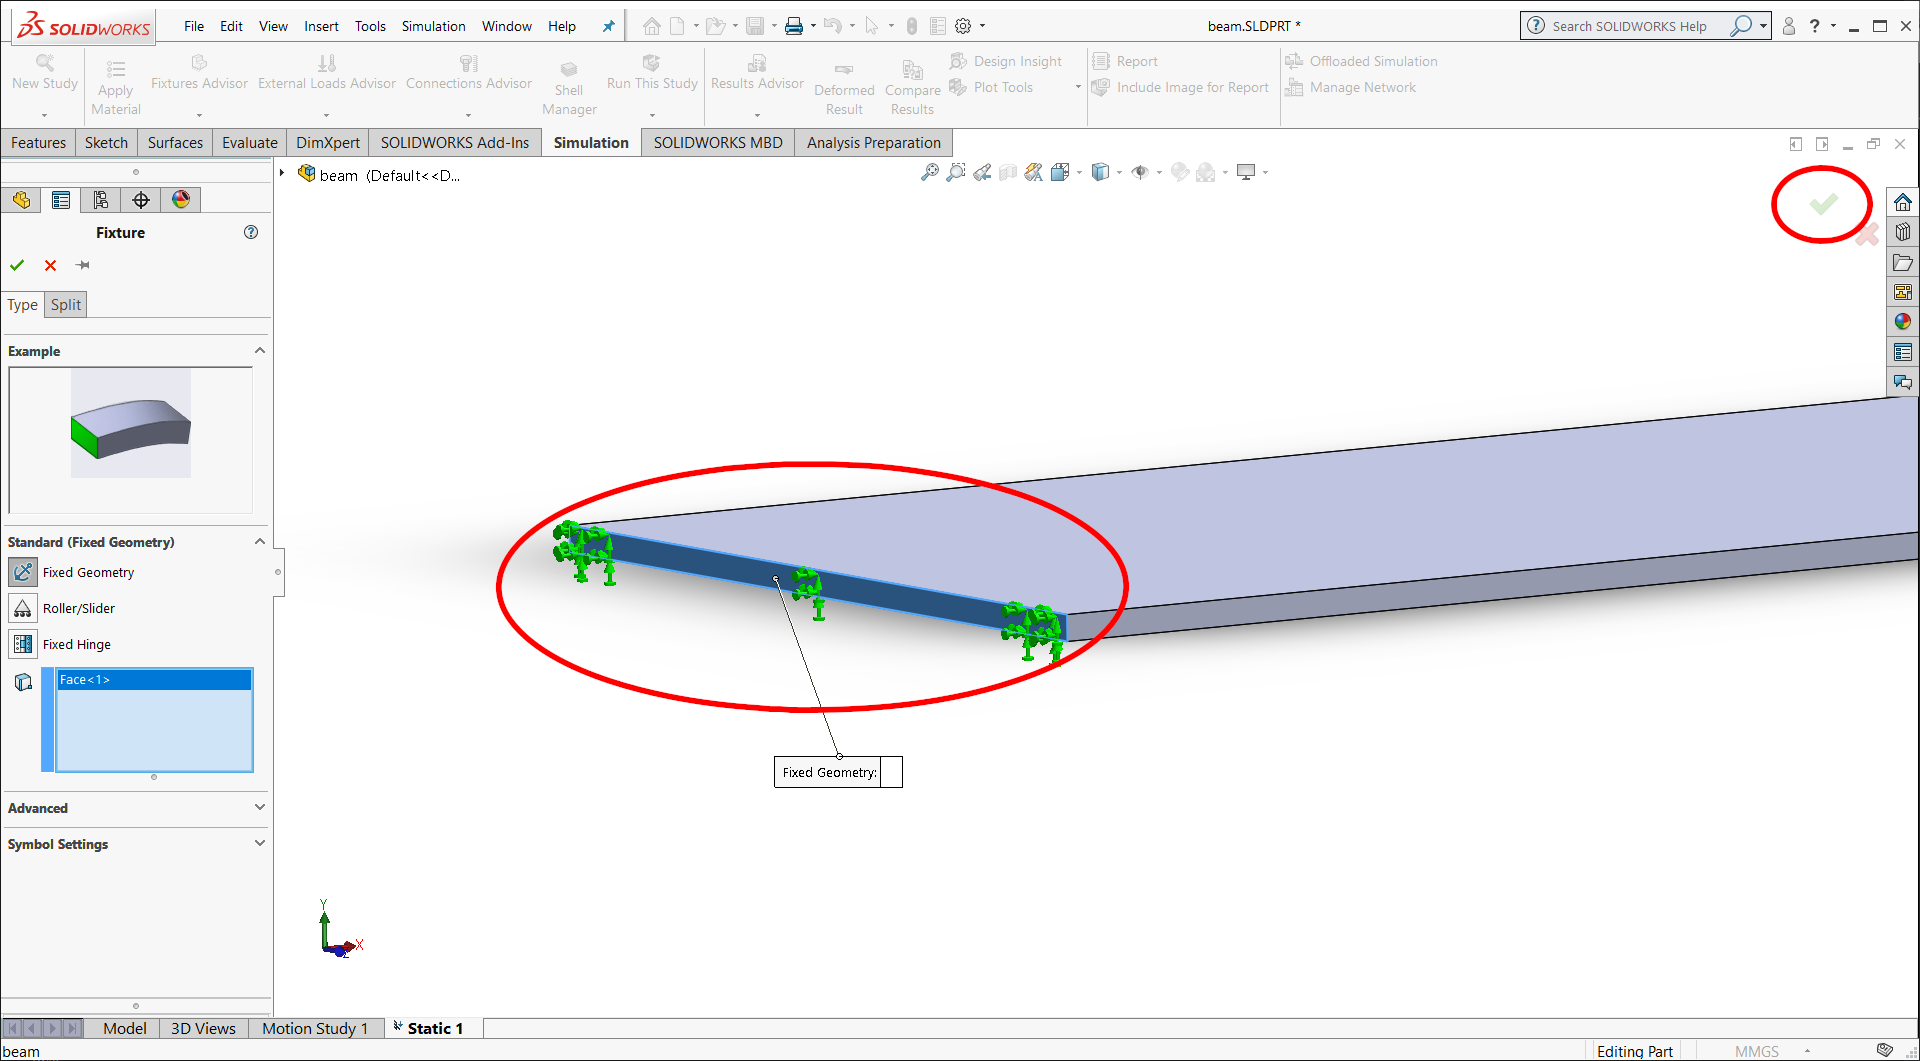 SOLIDWORKS
File Edit View Insert Tools Simulation Window Help
beam.SLDPRT *
Search SOLIDWORKS Help
New Study
Apply Material
Fixtures Advisor
External Loads Advisor
Connections Advisor
Shell Manager
Run This Study
Results Advisor
Deformed Result
Compare Results
Design Insight
Plot Tools
Report
Include Image for Report
Offloaded Simulation
Manage Network
Features Sketch Surfaces Evaluate DimXpert SOLIDWORKS Add-Ins Simulation SOLIDWORKS MBD Analysis Preparation
beam (Default<<D...
Fixture
Type Split
Example
Standard (Fixed Geometry)
Fixed Geometry
Roller/Slider
Fixed Hinge
Face<1>
Advanced
Symbol Settings
Fixed Geometry:
Y
X
Z
Model 3D Views Motion Study 1 Static 1
beam
Editing Part
MMGS